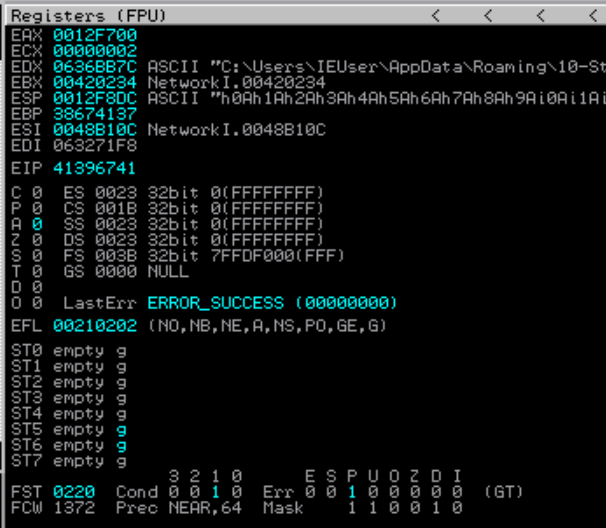 Registers (FPU) < < < <
EAX 0012F700
ECX 00000002
EDX 0636BB7C ASCII "C:\Users\IEUser\AppData\Roaming\10-St
EBX 00420234 NetworkI.00420234
ESP 0012F8DC ASCII "h0Ah1Ah2Ah3Ah4Ah5Ah6Ah7Ah8Ah9Ai0Ai1Ai
EBP 38674137
ESI 0048B10C NetworkI.0048B10C
EDI 063271F8
EIP 41396741
C 0 ES 0023 32bit 0(FFFFFFFF)
P 0 CS 001B 32bit 0(FFFFFFFF)
A 0 SS 0023 32bit 0(FFFFFFFF)
Z 0 DS 0023 32bit 0(FFFFFFFF)
S 0 FS 003B 32bit 7FFDF000(FFF)
T 0 GS 0000 NULL
D 0
O 0 LastErr ERROR_SUCCESS (00000000)
EFL 00210202 (NO,NB,NE,A,NS,PO,GE,G)
ST0 empty g
ST1 empty g
ST2 empty g
ST3 empty g
ST4 empty g
ST5 empty g
ST6 empty g
ST7 empty g
3 2 1 0 E S P U O Z D I
FST 0220 Cond 0 0 1 0 Err 0 0 1 0 0 0 0 0 (GT)
FCW 1372 Prec NEAR,64 Mask 1 1 0 0 1 0